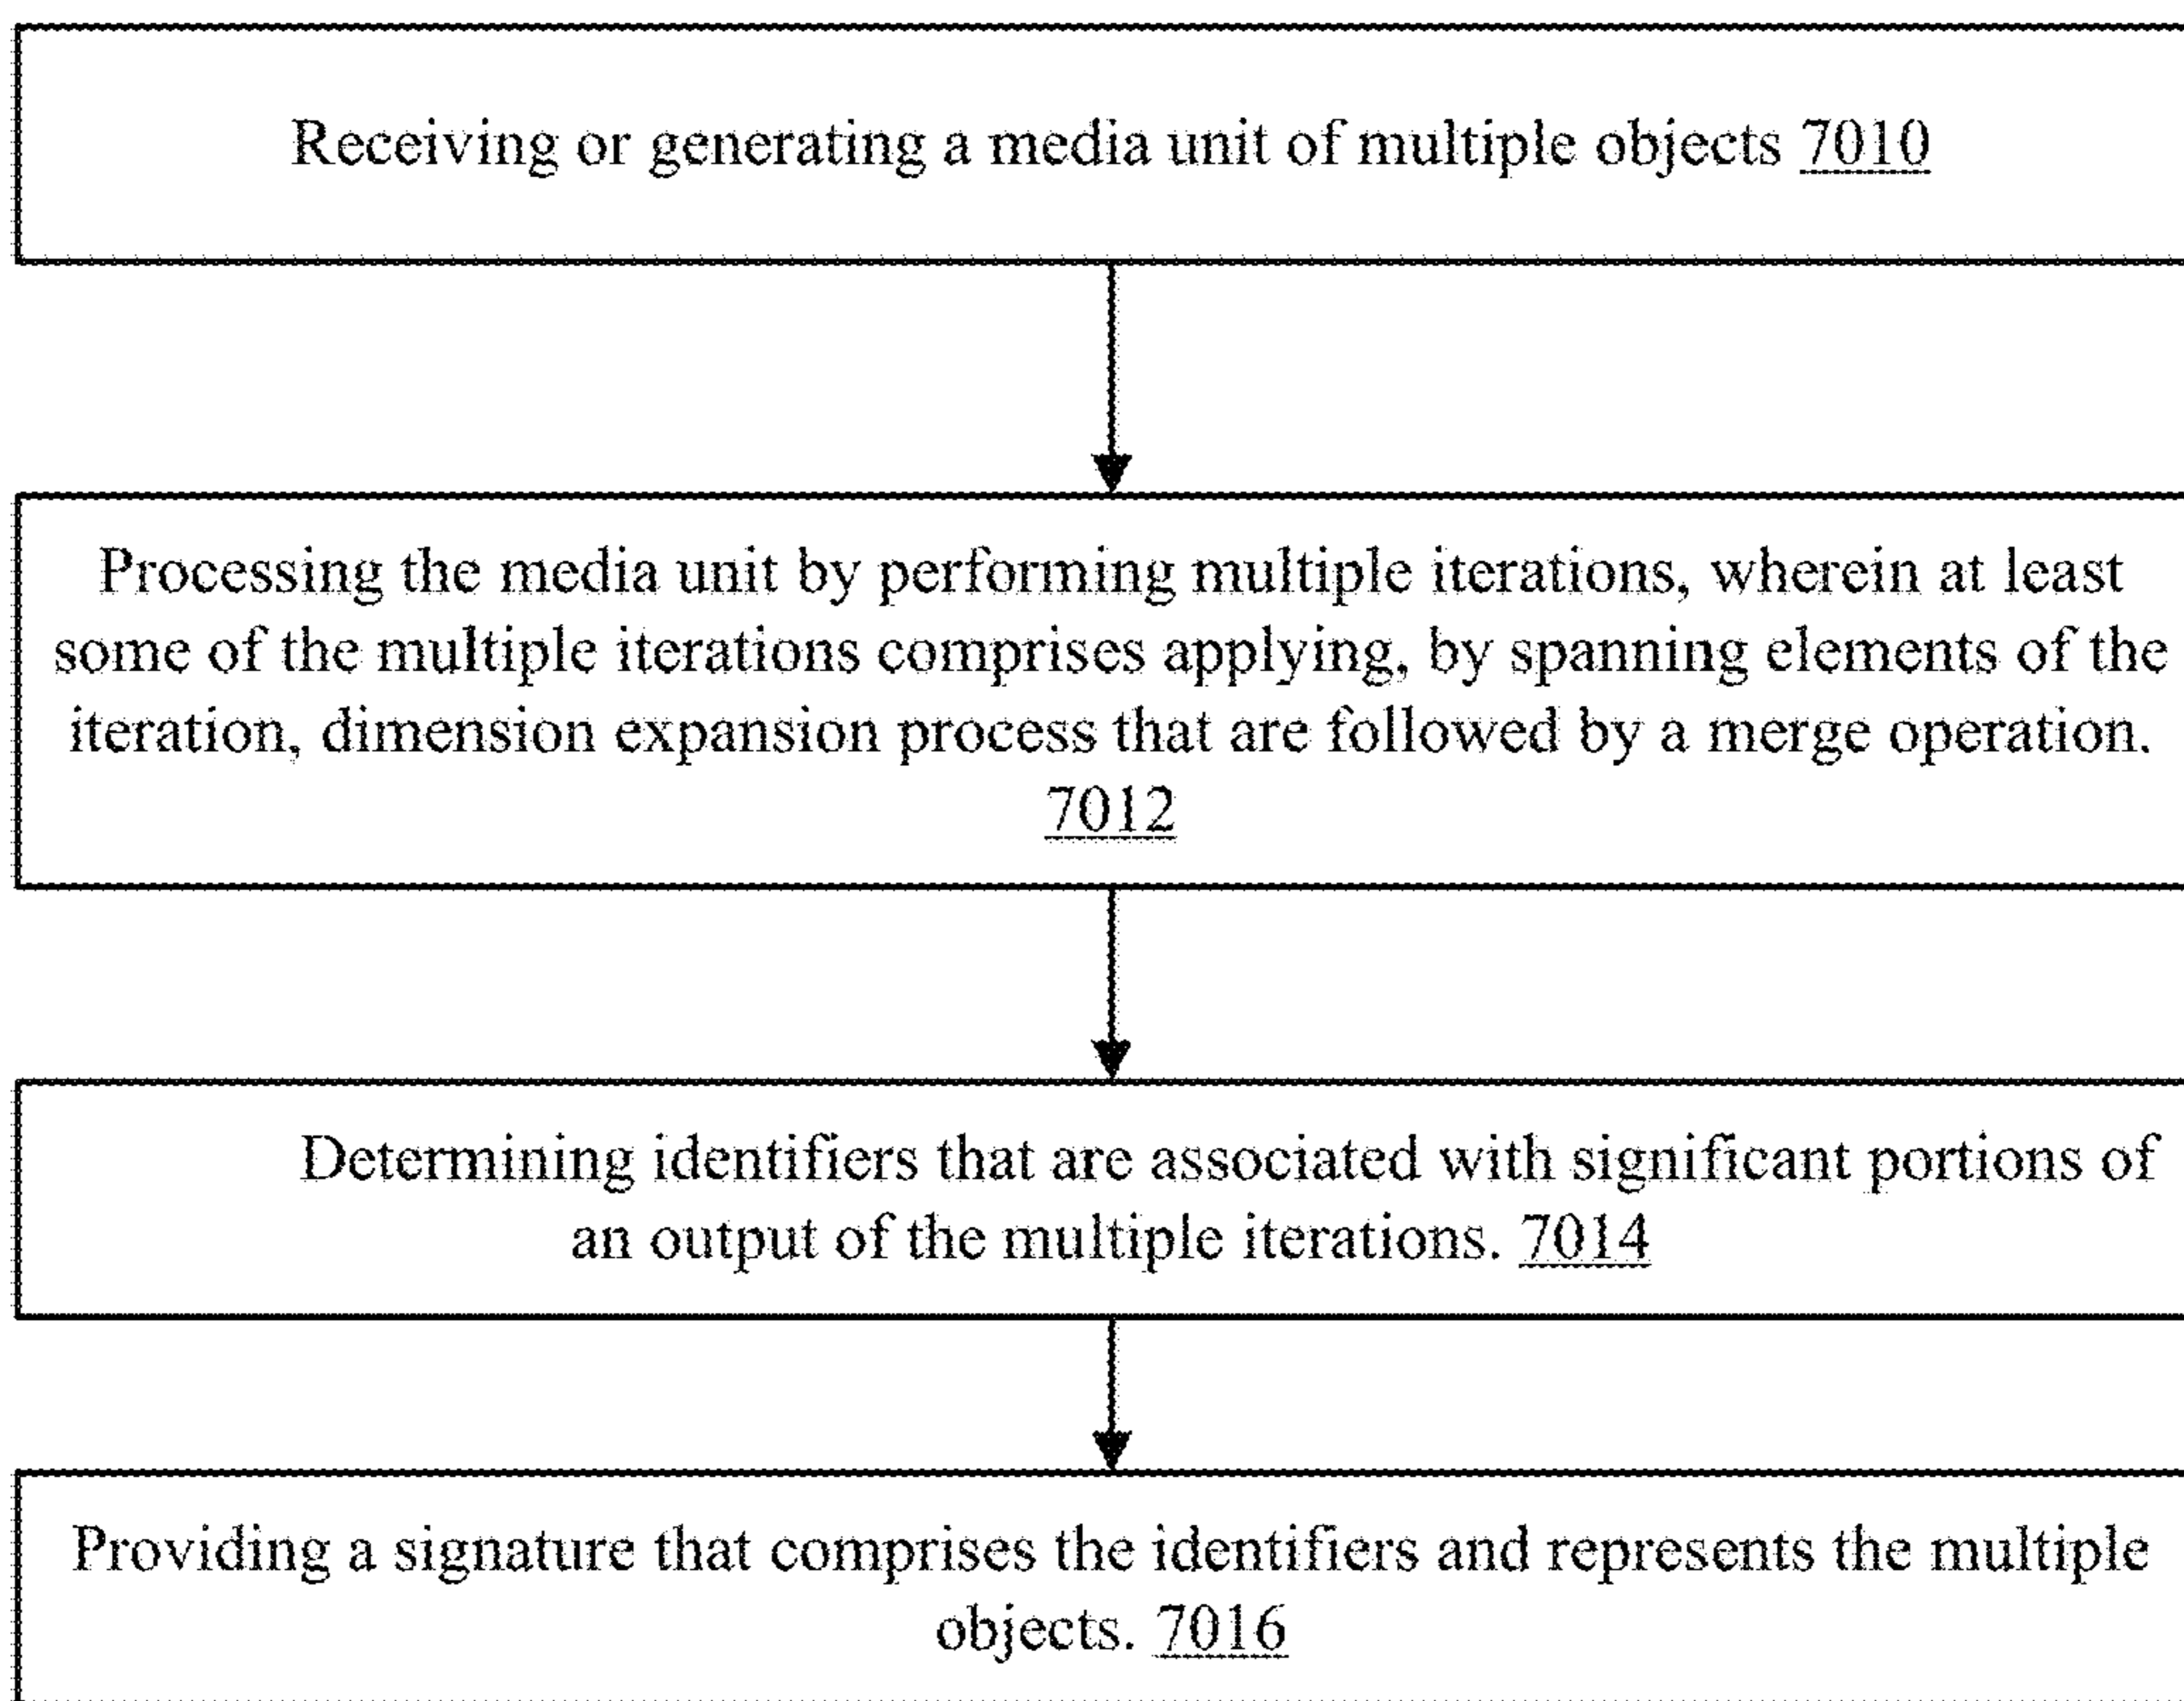 Receiving or generating a media unit of multiple objects 7010
Processing the media unit by performing multiple iterations, wherein at least
some of the multiple iterations comprises applying, by spanning elements of the
iteration, dimension expansion process that are followed by a merge operation.
7012
Determining identifiers that are associated with significant portions of
an output of the multiple iterations. 7014
Providing a signature that comprises the identifiers and represents the multiple
objects. 7016